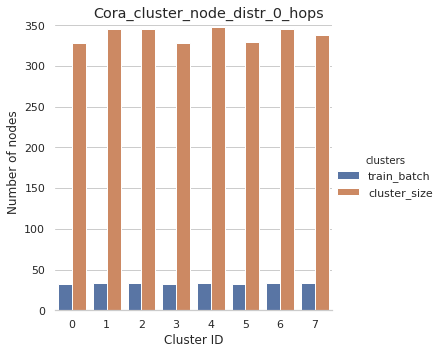 Cora_cluster_node_distr_0_hops
350
300
250
200
150
100
50
0
Number of nodes
0 1 2 3 4 5 6 7
Cluster ID
clusters
train_batch
cluster_size